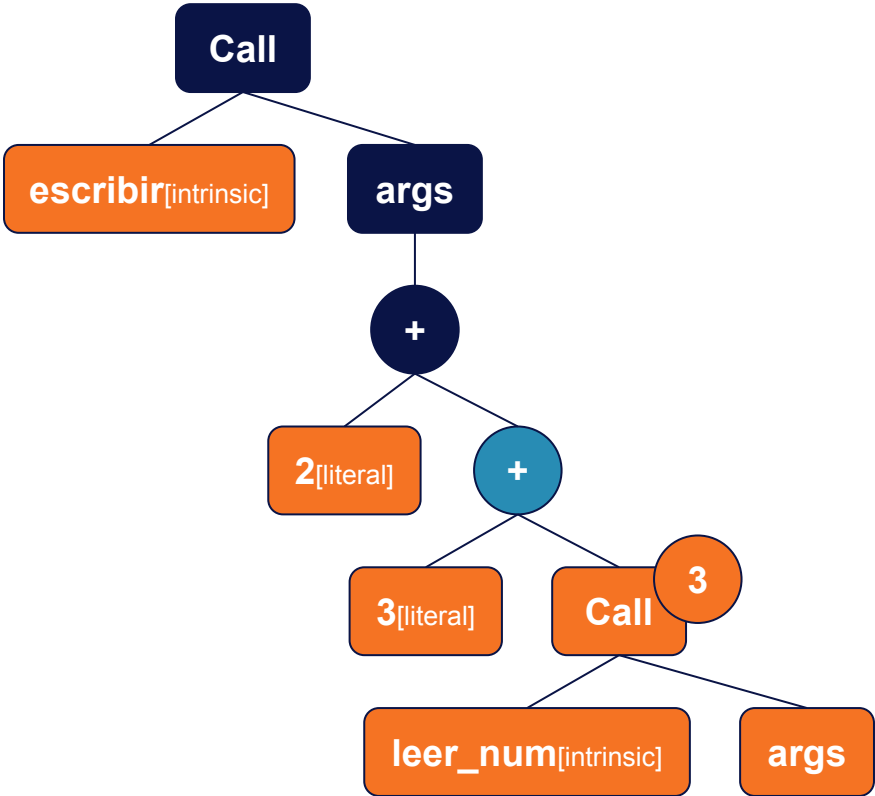 Call
escribir[intrinsic]
args
+
2[literal]
+
3[literal]
Call
3
leer_num[intrinsic]
args